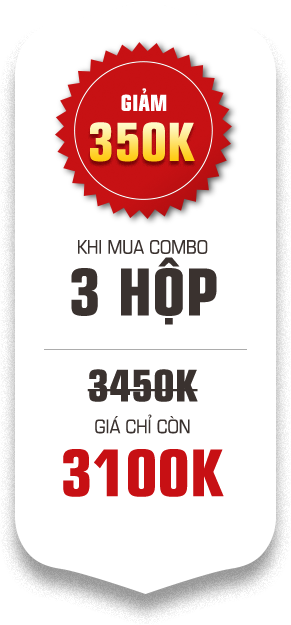 GIẢM
350K
KHI MUA COMBO
3 HỘP
3450K
GIÁ CHỈ CÒN
3100K